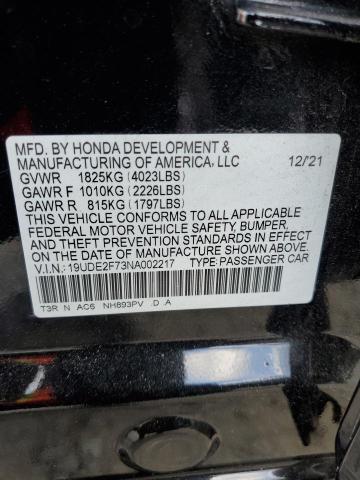 MFD. BY HONDA DEVELOPMENT &
MANUFACTURING OF AMERICA, LLC 12/21
GVWR 1825KG (4023LBS)
GAWR F 1010KG (2226LBS)
GAWR R 815KG (1797LBS)
THIS VEHICLE CONFORMS TO ALL APPLICABLE
FEDERAL MOTOR VEHICLE SAFETY, BUMPER,
AND THEFT PREVENTION STANDARDS IN EFFECT
ON THE DATE OF MANUFACTURE SHOWN ABOVE.
V.I.N.: 19UDE2F73NA002217 TYPE: PASSENGER CAR
T3R N AC6 NH893PV .D .A